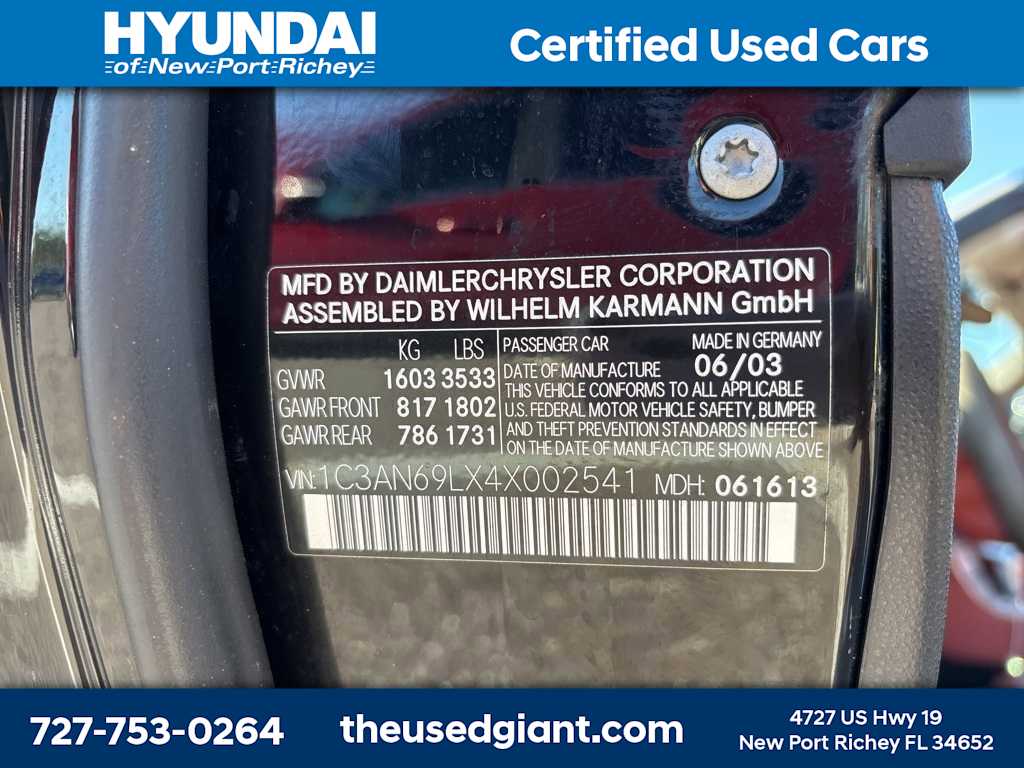 HYUNDAI
of New Port Richey
Certified Used Cars
MFD BY DAIMLERCHRYSLER CORPORATION
ASSEMBLED BY WILHELM KARMANN GmbH
KG LBS
GVWR 1603 3533
GAWR FRONT 817 1802
GAWR REAR 786 1731
PASSENGER CAR MADE IN GERMANY
DATE OF MANUFACTURE 06/03
THIS VEHICLE CONFORMS TO ALL APPLICABLE
U.S. FEDERAL MOTOR VEHICLE SAFETY, BUMPER
AND THEFT PREVENTION STANDARDS IN EFFECT
ON THE DATE OF MANUFACTURE SHOWN ABOVE
VIN: 1C3AN69LX4X002541 MDH: 061613
727-753-0264
theusedgiant.com
4727 US Hwy 19
New Port Richey FL 34652